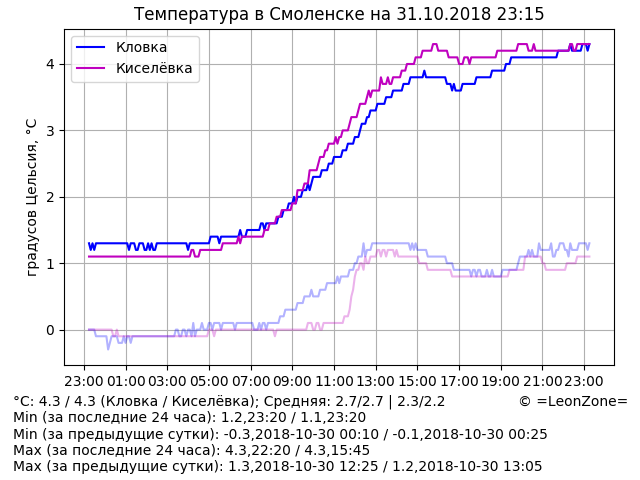 Температура в Смоленске на 31.10.2018 23:15
Кловка
Киселёвка
градусов Цельсия, °C
4
3
2
1
0
23:00 01:00 03:00 05:00 07:00 09:00 11:00 13:00 15:00 17:00 19:00 21:00 23:00
°C: 4.3 / 4.3 (Кловка / Киселёвка); Средняя: 2.7/2.7 | 2.3/2.2 © =LeonZone=
Min (за последние 24 часа): 1.2,23:20 / 1.1,23:20
Min (за предыдущие сутки): -0.3,2018-10-30 00:10 / -0.1,2018-10-30 00:25
Max (за последние 24 часа): 4.3,22:20 / 4.3,15:45
Max (за предыдущие сутки): 1.3,2018-10-30 12:25 / 1.2,2018-10-30 13:05